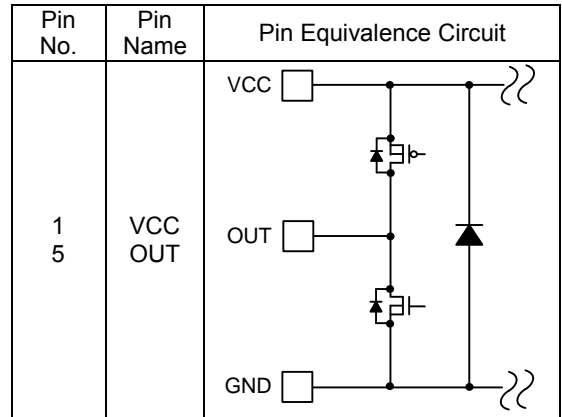 Pin No.
Pin Name
Pin Equivalence Circuit
1
5
VCC
OUT
VCC
OUT
GND